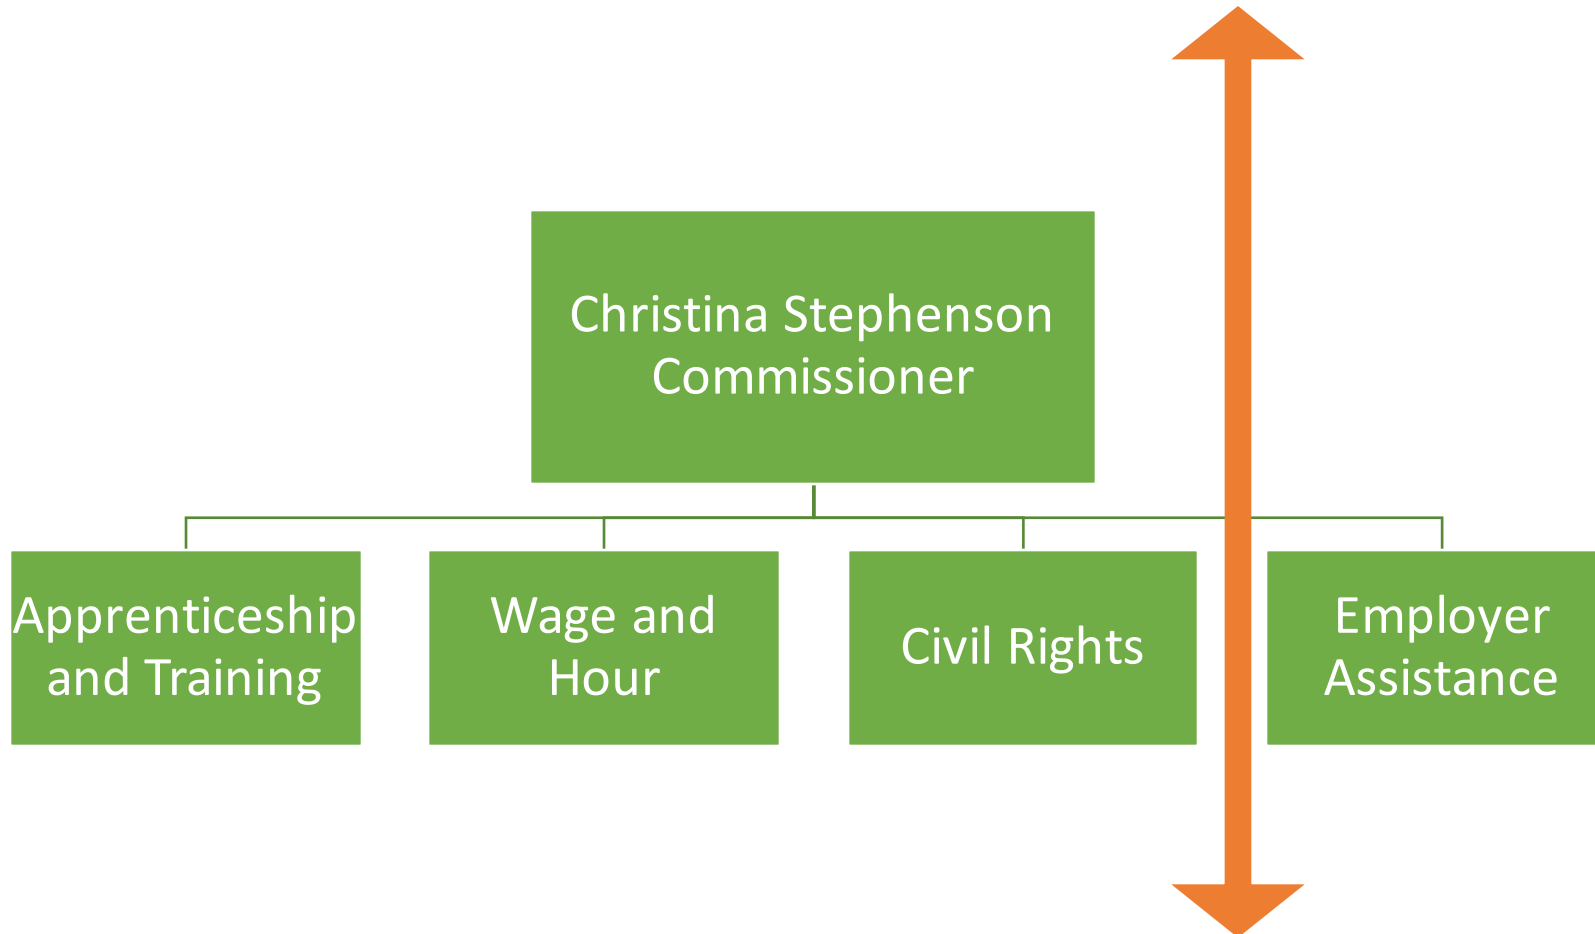 Christina Stephenson
Commissioner
Apprenticeship
and Training
Wage and
Hour
Civil Rights
Employer
Assistance